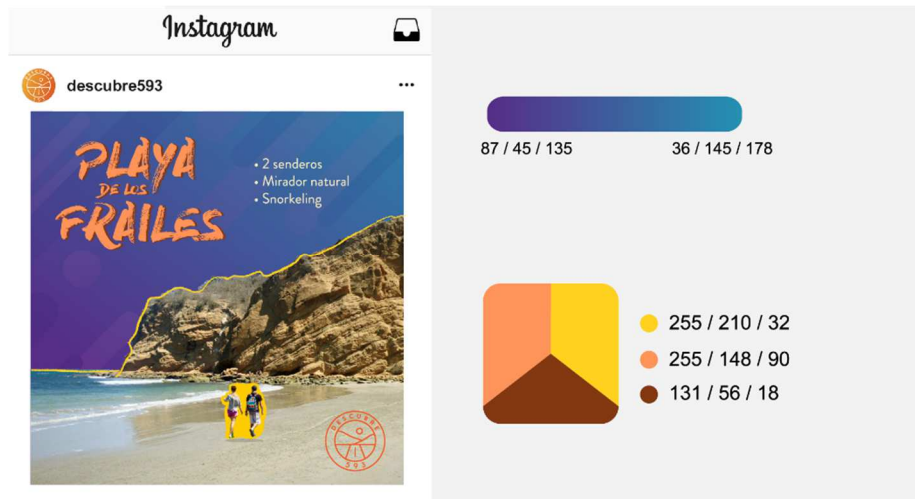 Instagram
descubre593
PLAYA
DE LOS
FRAILES
• 2 senderos
• Mirador natural
• Snorkeling
DESCUBRE
593
87 / 45 / 135
36 / 145 / 178
255 / 210 / 32
255 / 148 / 90
131 / 56 / 18